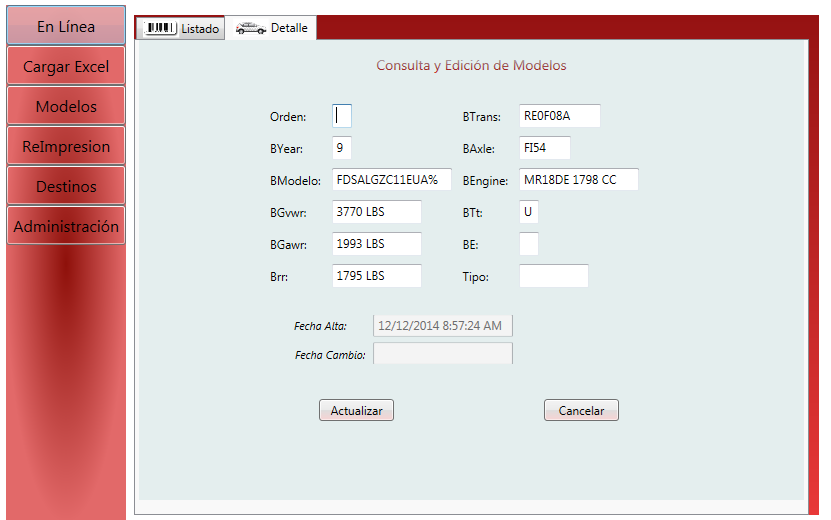 En Línea
Cargar Excel
Modelos
ReImpresion
Destinos
Administración
Listado
Detalle
Consulta y Edición de Modelos
Orden:
BTrans: RE0F08A
BYear: 9
BAxle: FI54
BModelo: FDSALGZC11EUA%
BEngine: MR18DE 1798 CC
BGvwr: 3770 LBS
BTt: U
BGawr: 1993 LBS
BE:
Brr: 1795 LBS
Tipo:
Fecha Alta: 12/12/2014 8:57:24 AM
Fecha Cambio:
Actualizar
Cancelar